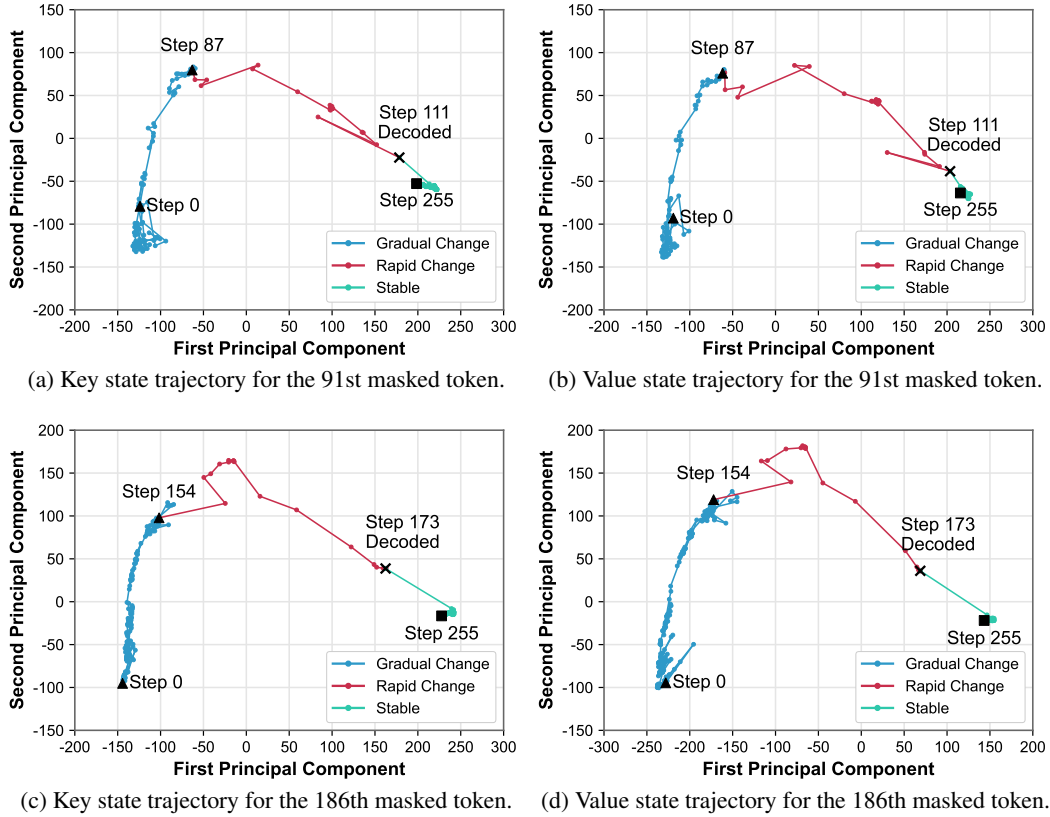 150
100
50
0
-50
-100
-150
-200
-200 -150 -100 -50 0 50 100 150 200 250 300
Second Principal Component
First Principal Component
Step 87
Step 111
Decoded
Step 0
Step 255
Gradual Change
Rapid Change
Stable
(a) Key state trajectory for the 91st masked token.
150
100
50
0
-50
-100
-150
-200
-200 -150 -100 -50 0 50 100 150 200 250 300
Second Principal Component
First Principal Component
Step 87
Step 111
Decoded
Step 0
Step 255
Gradual Change
Rapid Change
Stable
(b) Value state trajectory for the 91st masked token.
200
150
100
50
0
-50
-100
-150
-200 -150 -100 -50 0 50 100 150 200 250 300
Second Principal Component
First Principal Component
Step 154
Step 173
Decoded
Step 255
Step 0
Gradual Change
Rapid Change
Stable
(c) Key state trajectory for the 186th masked token.
200
150
100
50
0
-50
-100
-150
-300 -250 -200 -150 -100 -50 0 50 100 150 200
Second Principal Component
First Principal Component
Step 154
Step 173
Decoded
Step 255
Step 0
Gradual Change
Rapid Change
Stable
(d) Value state trajectory for the 186th masked token.